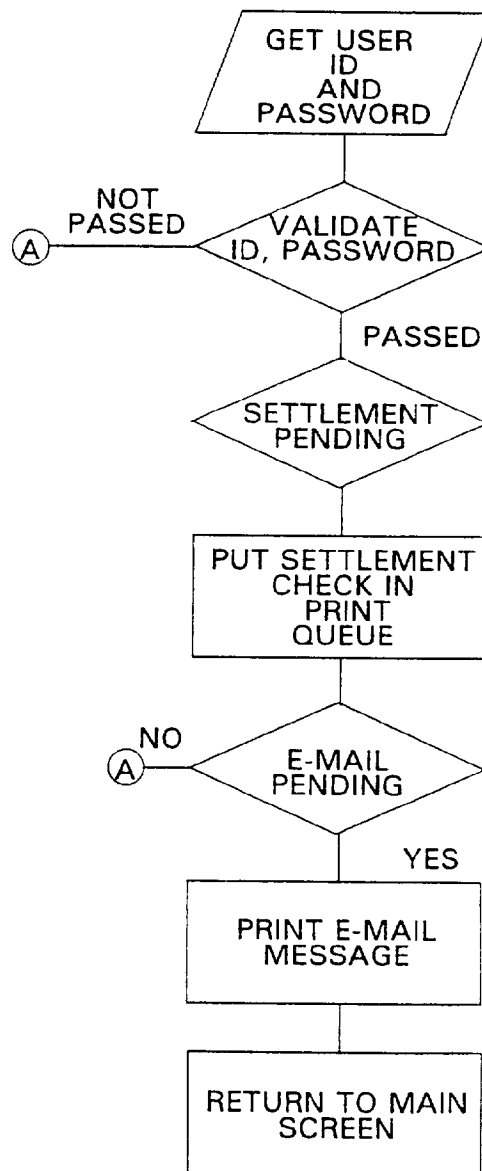 GET USER
ID
AND
PASSWORD
NOT
PASSED
A
VALIDATE
ID, PASSWORD
PASSED
SETTLEMENT
PENDING
PUT SETTLEMENT
CHECK IN
PRINT
QUEUE
NO
A
E-MAIL
PENDING
YES
PRINT E-MAIL
MESSAGE
RETURN TO MAIN
SCREEN